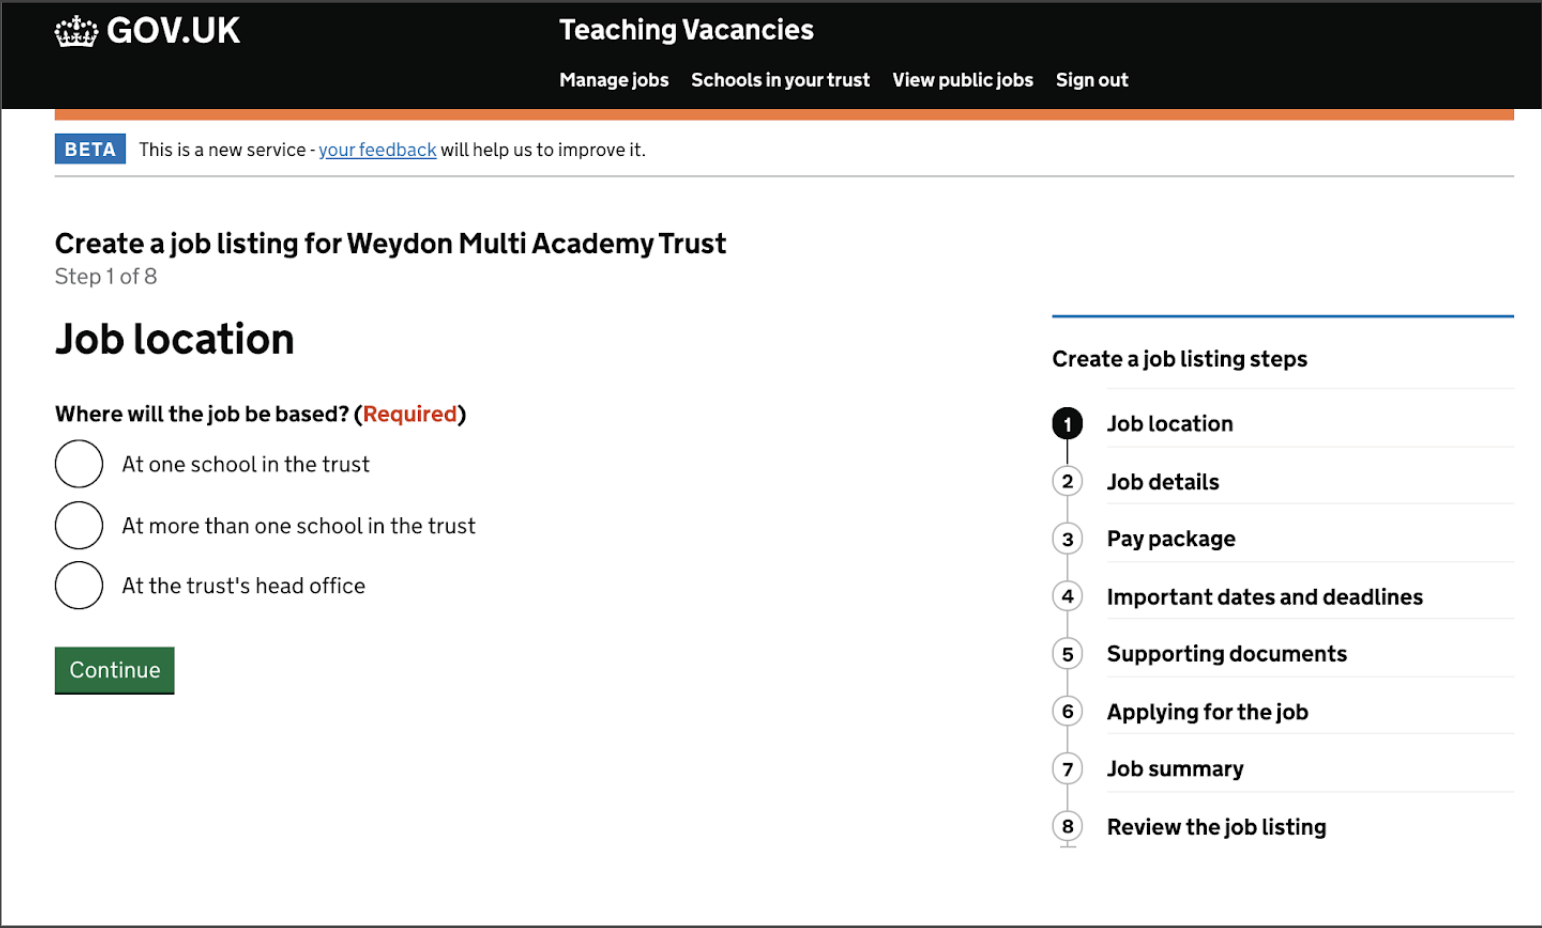 GOV.UK
Teaching Vacancies
Manage jobs Schools in your trust View public jobs Sign out
BETA This is a new service - your feedback will help us to improve it.
Create a job listing for Weydon Multi Academy Trust
Step 1 of 8
Job location
Where will the job be based? (Required)
At one school in the trust
At more than one school in the trust
At the trust's head office
Continue
Create a job listing steps
1 Job location
2 Job details
3 Pay package
4 Important dates and deadlines
5 Supporting documents
6 Applying for the job
7 Job summary
8 Review the job listing